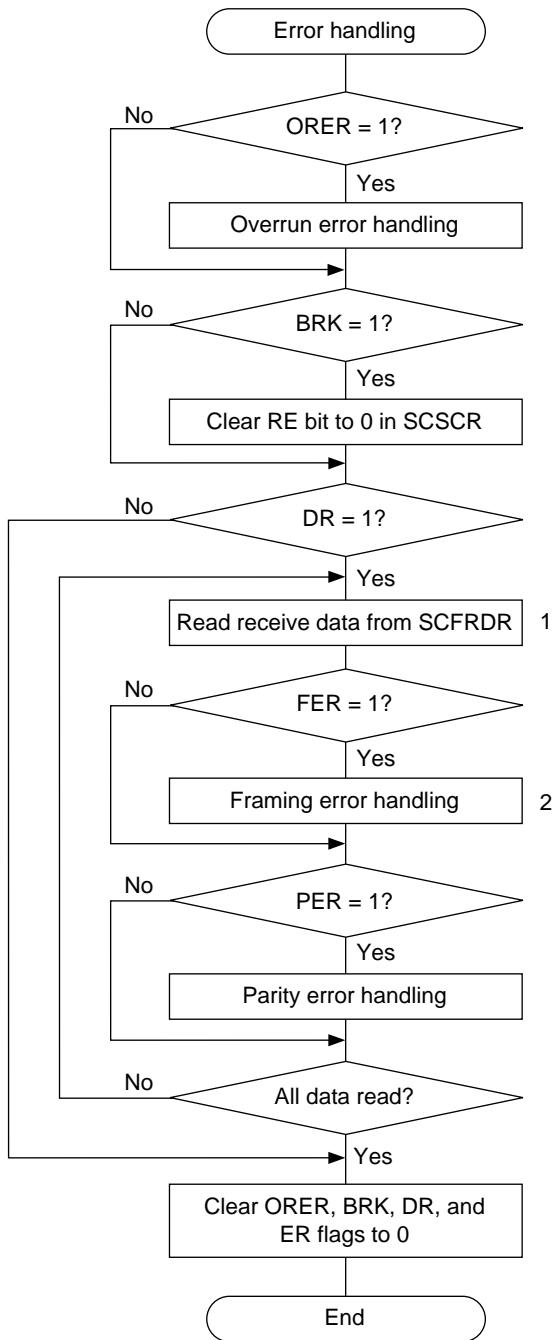 Error handling
No
ORER = 1?
Yes
Overrun error handling
No
BRK = 1?
Yes
Clear RE bit to 0 in SCSCR
No
DR = 1?
Yes
Read receive data from SCFRDR
1
No
FER = 1?
Yes
Framing error handling
2
No
PER = 1?
Yes
Parity error handling
No
All data read?
Yes
Clear ORER, BRK, DR, and
ER flags to 0
End